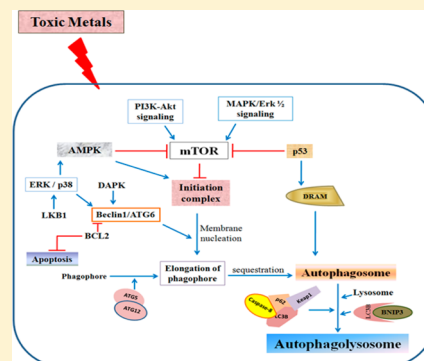 Toxic Metals
PI3K-Akt
signaling
MAPK/Erk ½
signaling
AMPK
mTOR
p53
ERK / p38
DAPK
Initiation
complex
DRAM
LKB1
Beclin1/ATG6
Membrane
nucleation
BCL2
Apoptosis
Phagophore
Elongation of
phagophore
sequestration
Autophagosome
ATG5
ATG12
Caspase-8
p62
Keap1
LC3B
Lysosome
LC3B
BNIP3
Autophagolysosome